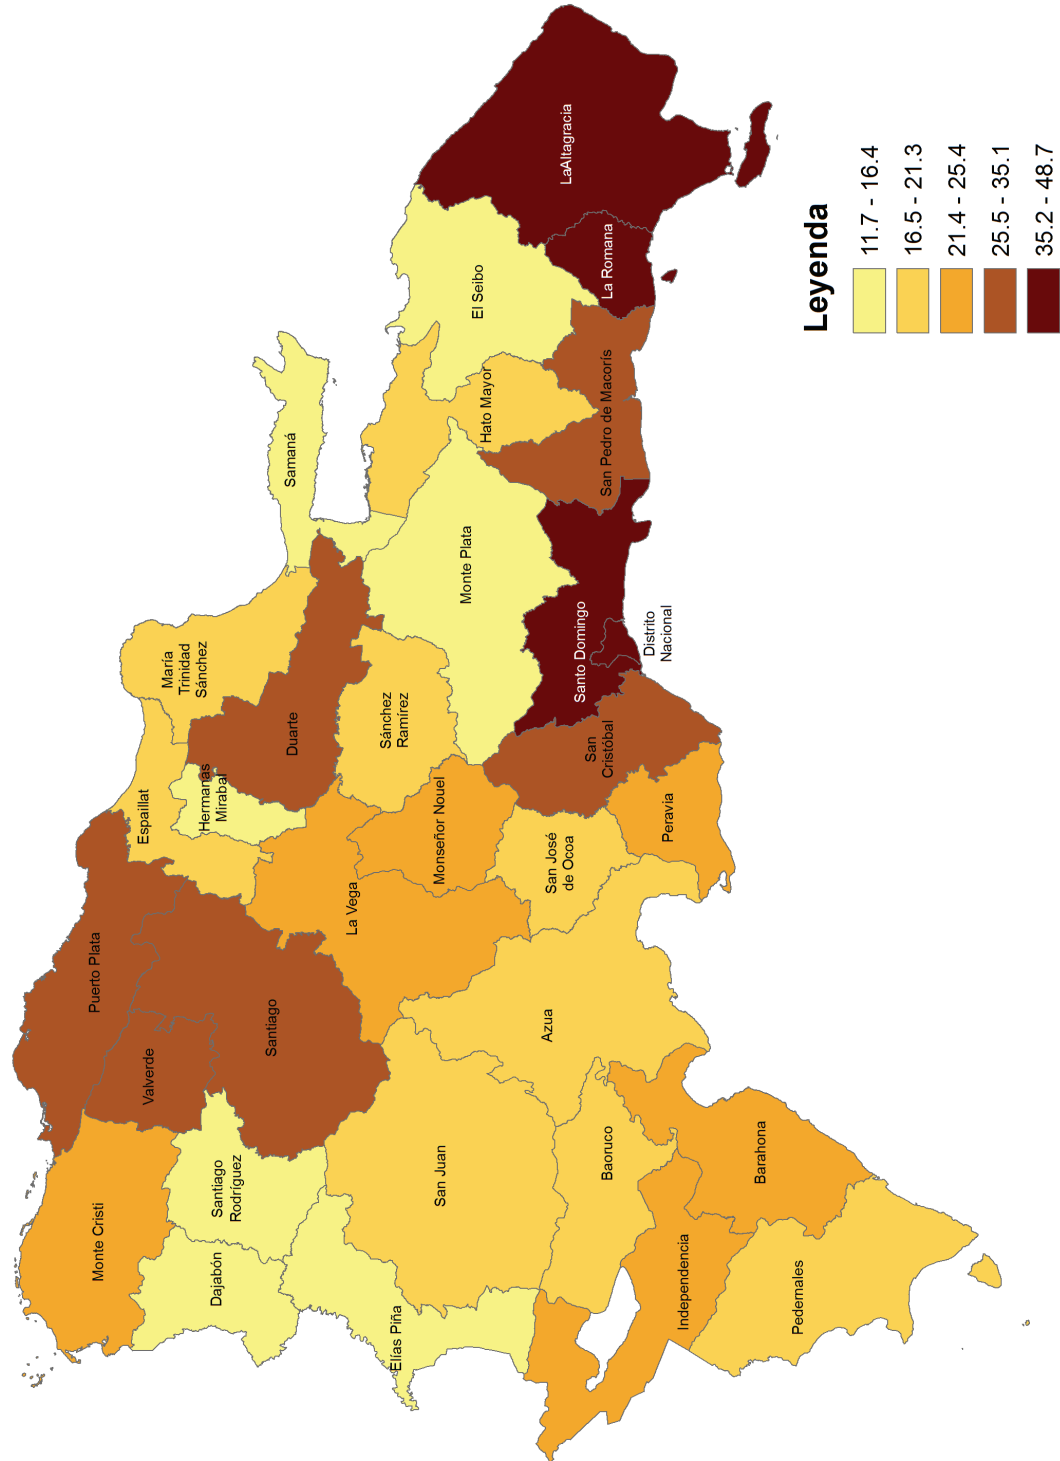 Monte Cristi
Puerto Plata
Valverde
Espaillat
María
Trinidad
Sánchez
Hermanas
Mirabal
Dajabón
Santiago
Rodríguez
Santiago
Duarte
Samaná
La Vega
Sánchez
Ramírez
Elías Piña
San Juan
Monseñor Nouel
Monte Plata
El Seibo
Hato Mayor
Azua
San José
de Ocoa
LaAltagracia
Santo Domingo
San
Cristóbal
Baoruco
San Pedro de Macorís
La Romana
Distrito
Nacional
Peravia
Independencia
Barahona
Pedernales
Leyenda
11.7 - 16.4
16.5 - 21.3
21.4 - 25.4
25.5 - 35.1
35.2 - 48.7